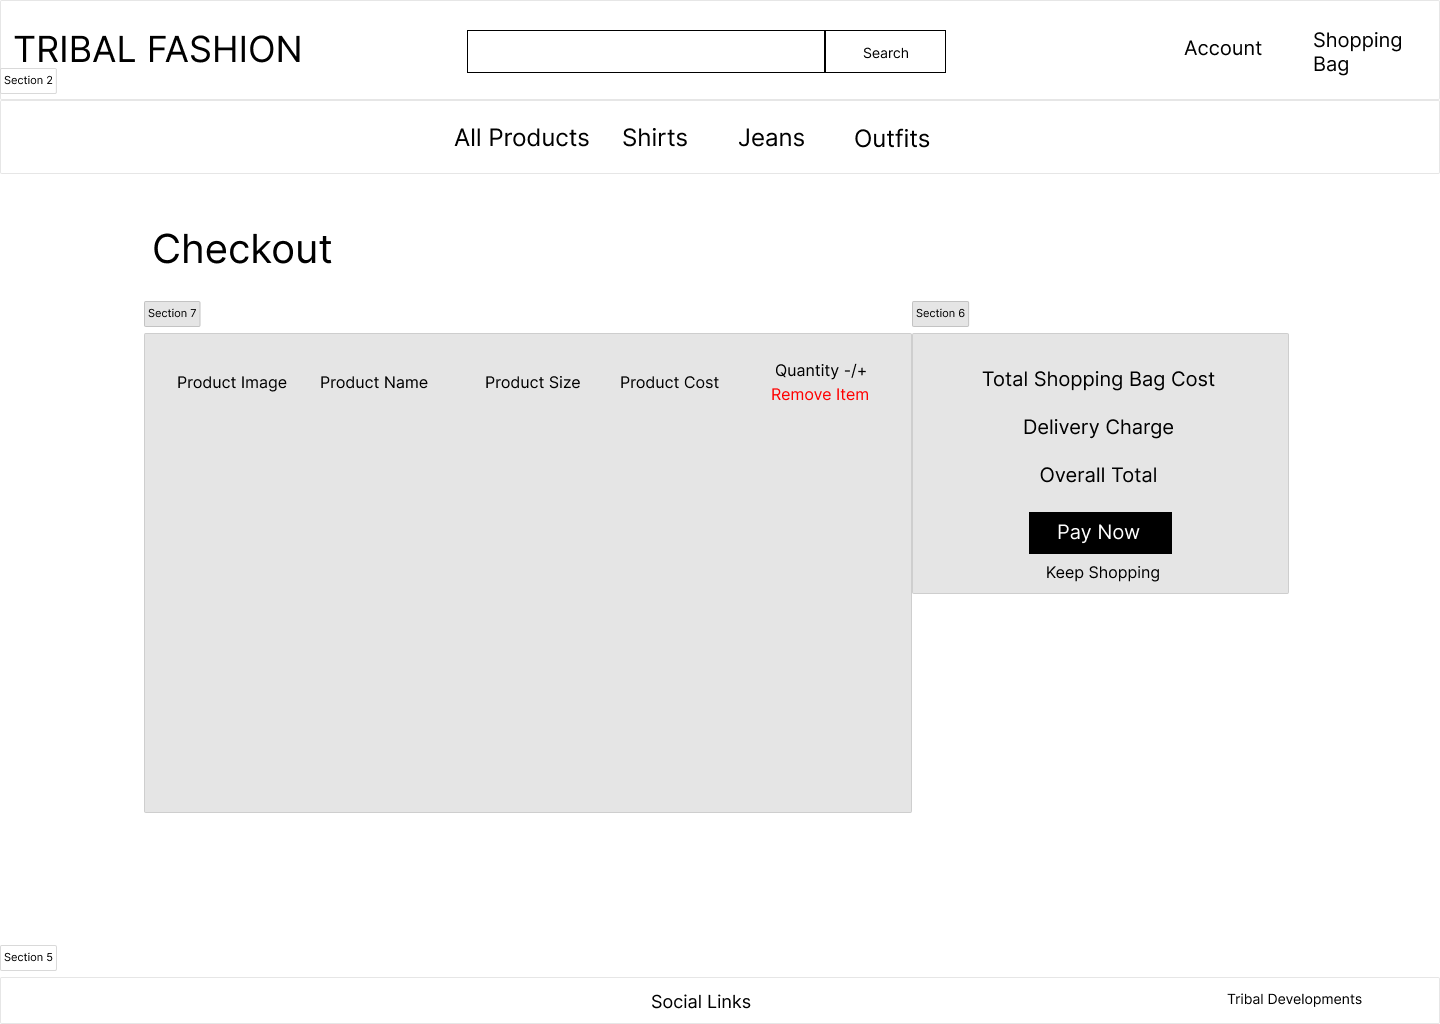 TRIBAL FASHION
Search
Account
Shopping
Bag
Section 2
All Products
Shirts
Jeans
Outfits
Checkout
Section 7
Section 6
Product Image
Product Name
Product Size
Product Cost
Quantity -/+
Remove Item
Total Shopping Bag Cost
Delivery Charge
Overall Total
Pay Now
Keep Shopping
Section 5
Social Links
Tribal Developments